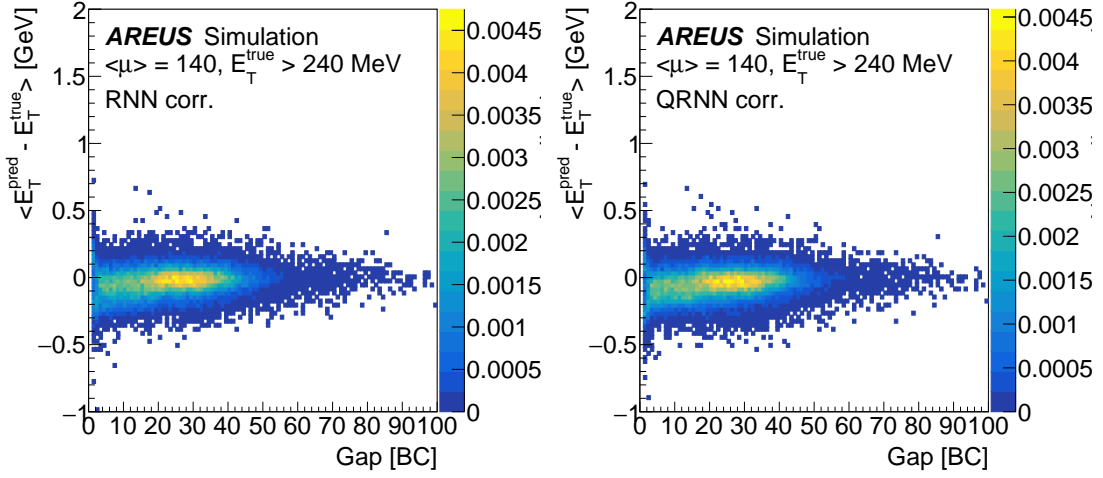 <E_T^pred - E_T^true> [GeV]
2
1.5
1
0.5
0
−0.5
−1
AREUS Simulation
<μ> = 140, E_T^true > 240 MeV
RNN corr.
0 10 20 30 40 50 60 70 80 90 100
Gap [BC]
0.0045
0.004
0.0035
0.003
0.0025
0.002
0.0015
0.001
0.0005
0
<E_T^pred - E_T^true> [GeV]
2
1.5
1
0.5
0
−0.5
−1
AREUS Simulation
<μ> = 140, E_T^true > 240 MeV
QRNN corr.
0 10 20 30 40 50 60 70 80 90 100
Gap [BC]
0.0045
0.004
0.0035
0.003
0.0025
0.002
0.0015
0.001
0.0005
0